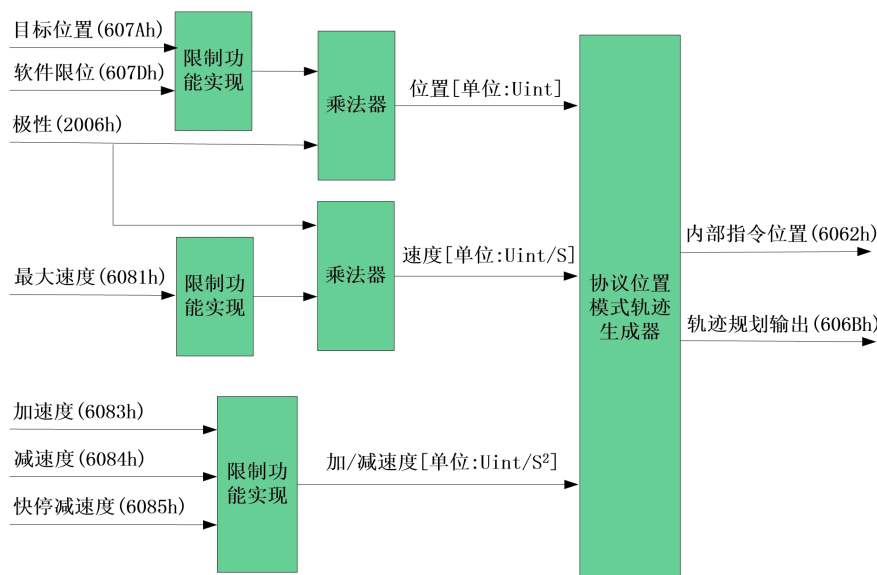 目标位置(607Ah)
软件限位(607Dh)
限制功
能实现
极性(2006h)
乘法器
位置[单位:Uint]
最大速度(6081h)
限制功
能实现
乘法器
速度[单位:Uint/S]
加速度(6083h)
减速度(6084h)
快停减速度(6085h)
限制功
能实现
加/减速度[单位:Uint/S²]
协议位置
模式轨迹
生成器
内部指令位置(6062h)
轨迹规划输出(606Bh)